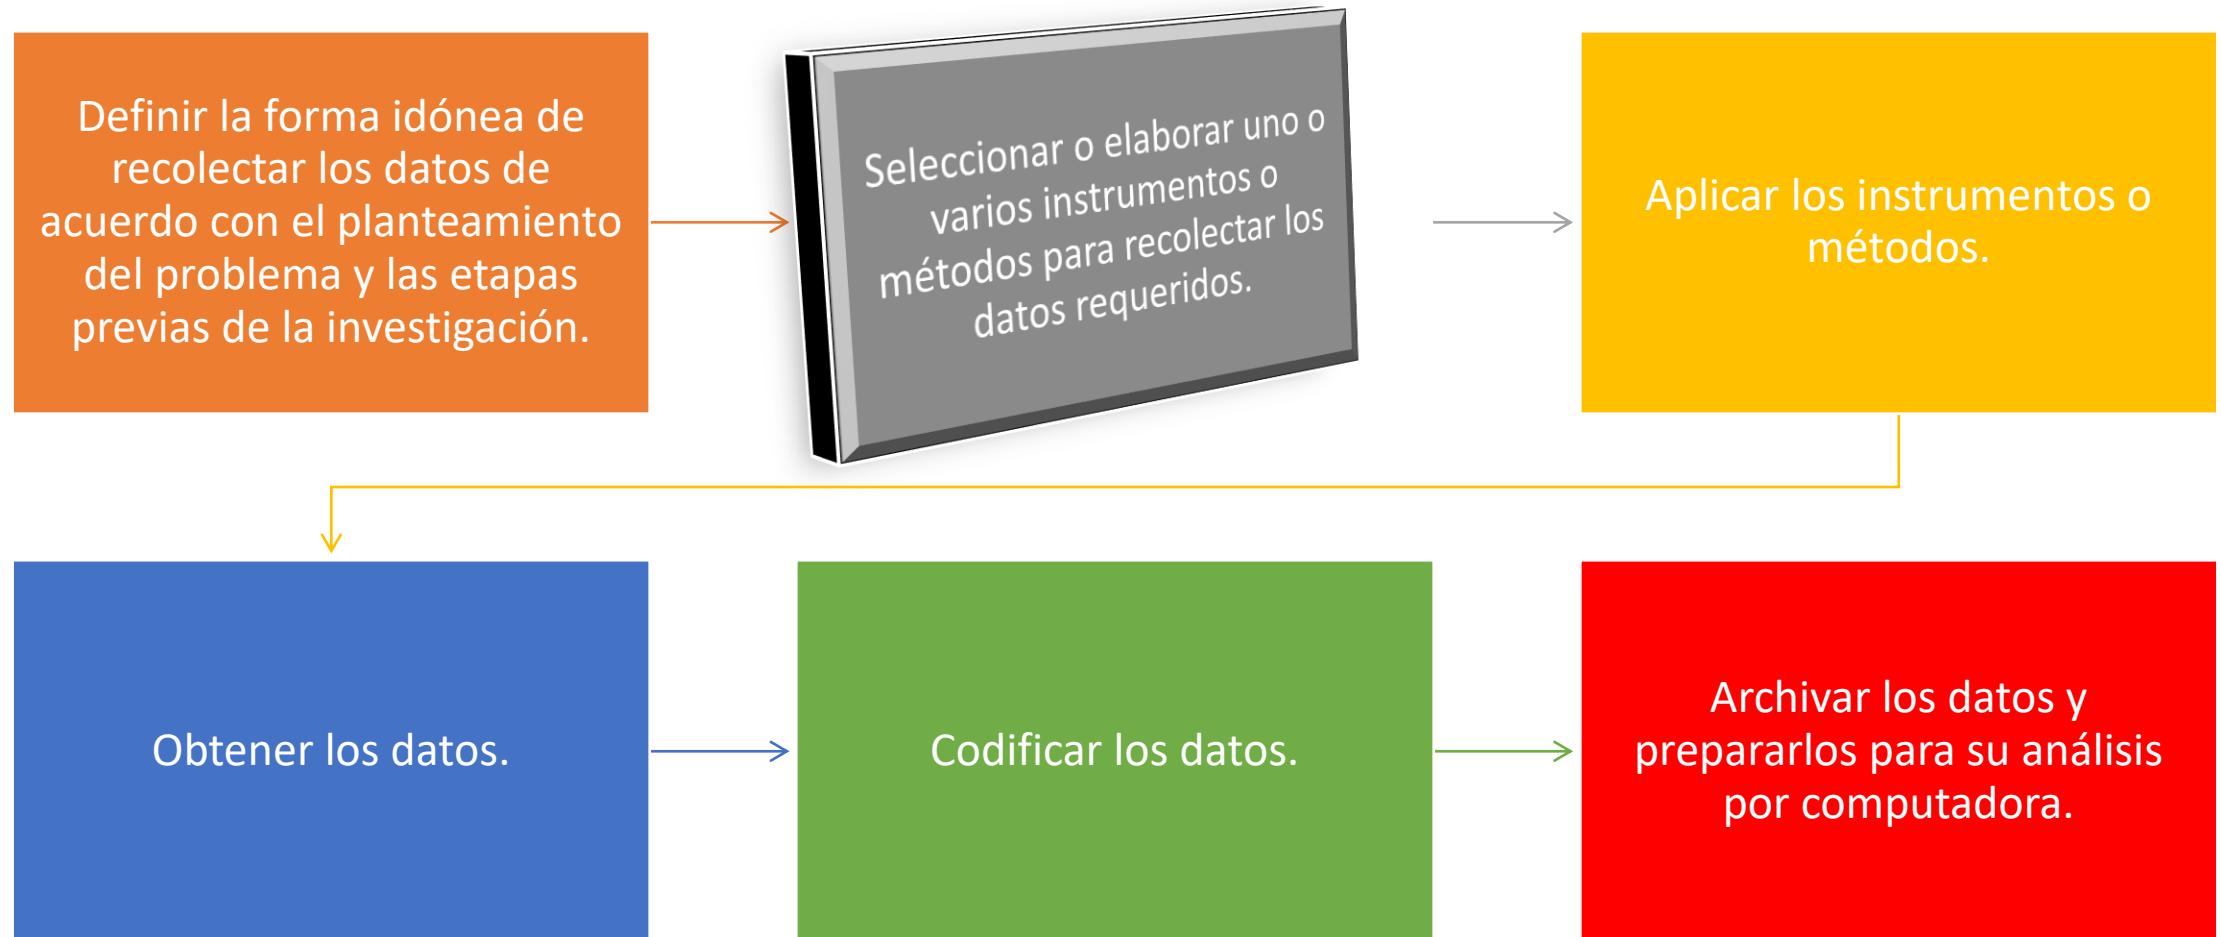 Definir la forma idónea de
recolectar los datos de
acuerdo con el planteamiento
del problema y las etapas
previas de la investigación.
Seleccionar o elaborar uno o
varios instrumentos o
métodos para recolectar los
datos requeridos.
Aplicar los instrumentos o
métodos.
Obtener los datos.
Codificar los datos.
Archivar los datos y
prepararlos para su análisis
por computadora.